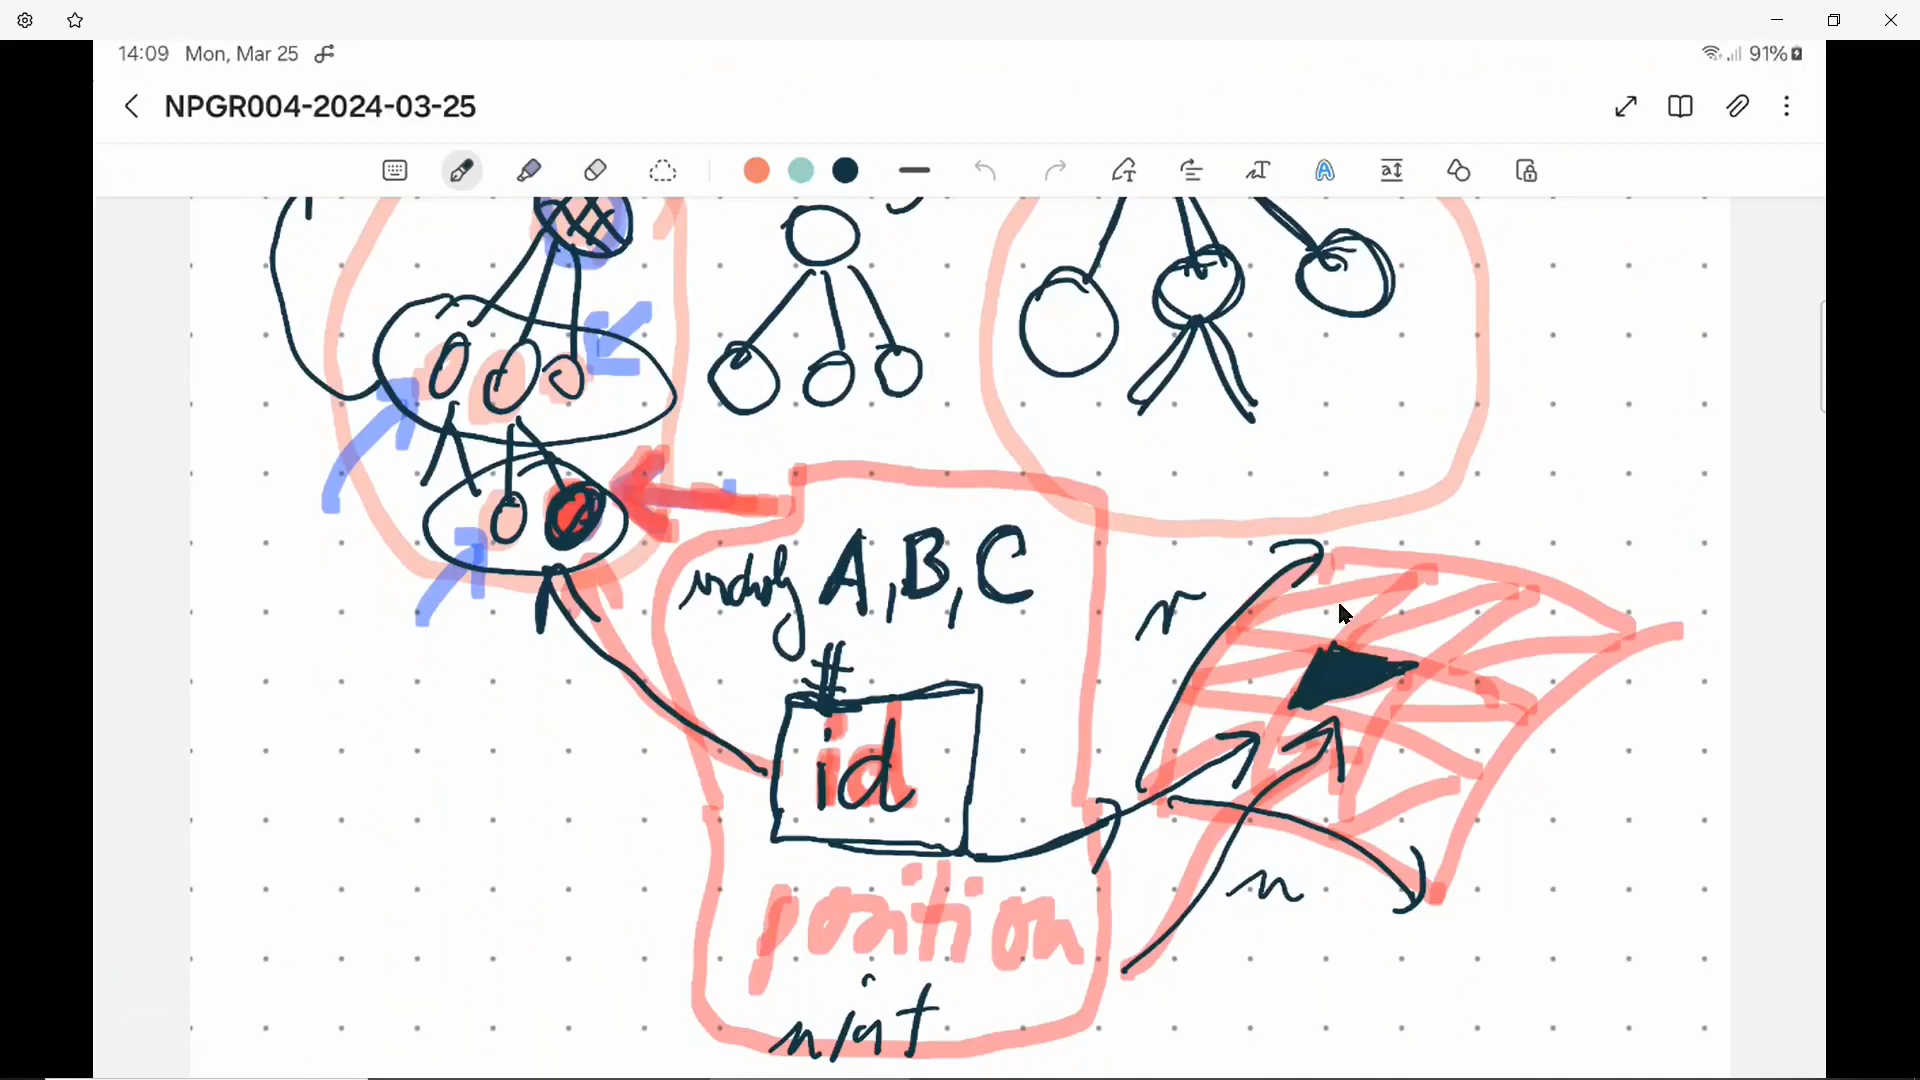 14:09 Mon, Mar 25
91%
NPGR004-2024-03-25
A, B, C
r
#
id
n
position